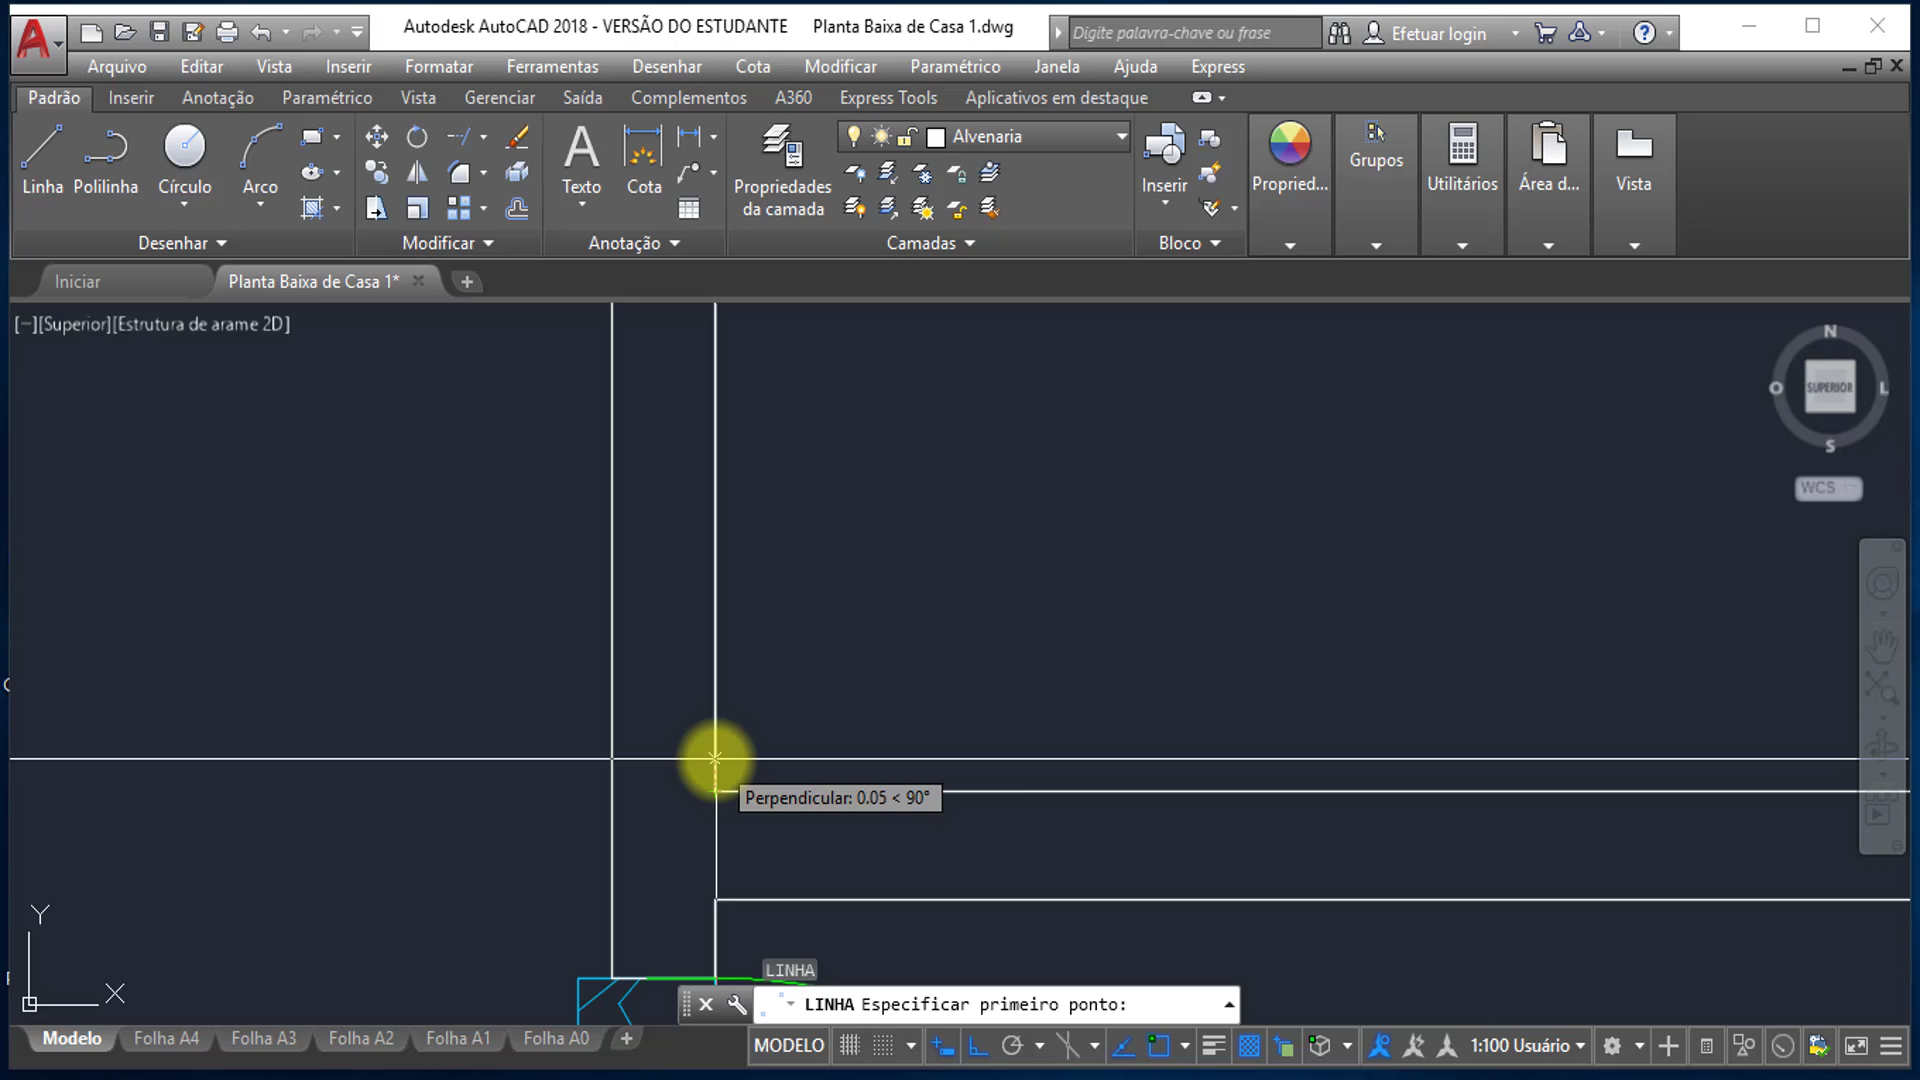 Autodesk AutoCAD 2018 - VERSÃO DO ESTUDANTE Planta Baixa de Casa 1.dwg
Digite palavra-chave ou frase
Efetuar login
Arquivo Editar Vista Inserir Formatar Ferramentas Desenhar Cota Modificar Paramétrico Janela Ajuda Express
Padrão Inserir Anotação Paramétrico Vista Gerenciar Saída Complementos A360 Express Tools Aplicativos em destaque
Alvenaria
Linha Polilinha Círculo Arco
Texto Cota
Propriedades
da camada
Inserir
Propried...
Grupos
Utilitários
Área d...
Vista
Desenhar Modificar Anotação Camadas Bloco
Iniciar
Planta Baixa de Casa 1*
[−][Superior][Estrutura de arame 2D]
N
O SUPERIOR L
S
WCS
Perpendicular: 0.05 < 90°
Y
X
LINHA
LINHA Especificar primeiro ponto:
Modelo Folha A4 Folha A3 Folha A2 Folha A1 Folha A0
MODELO
1:100 Usuário